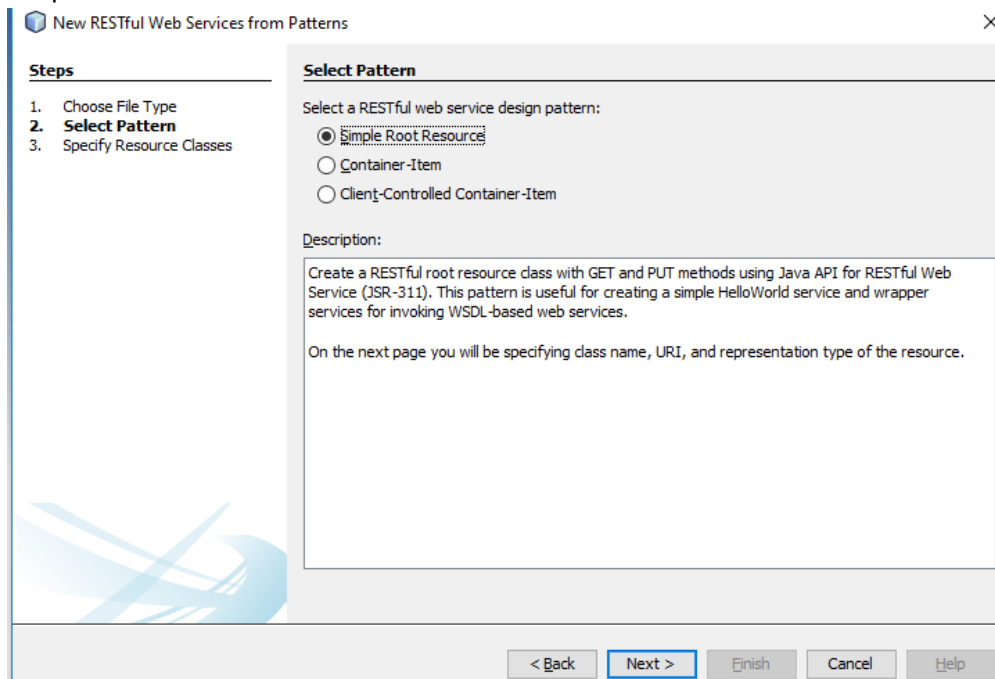 New RESTful Web Services from Patterns
Steps
1. Choose File Type
2. Select Pattern
3. Specify Resource Classes
Select Pattern
Select a RESTful web service design pattern:
Simple Root Resource
Container-Item
Client-Controlled Container-Item
Description:
Create a RESTful root resource class with GET and PUT methods using Java API for RESTful Web
Service (JSR-311). This pattern is useful for creating a simple HelloWorld service and wrapper
services for invoking WSDL-based web services.
On the next page you will be specifying class name, URI, and representation type of the resource.
< Back Next > Finish Cancel Help